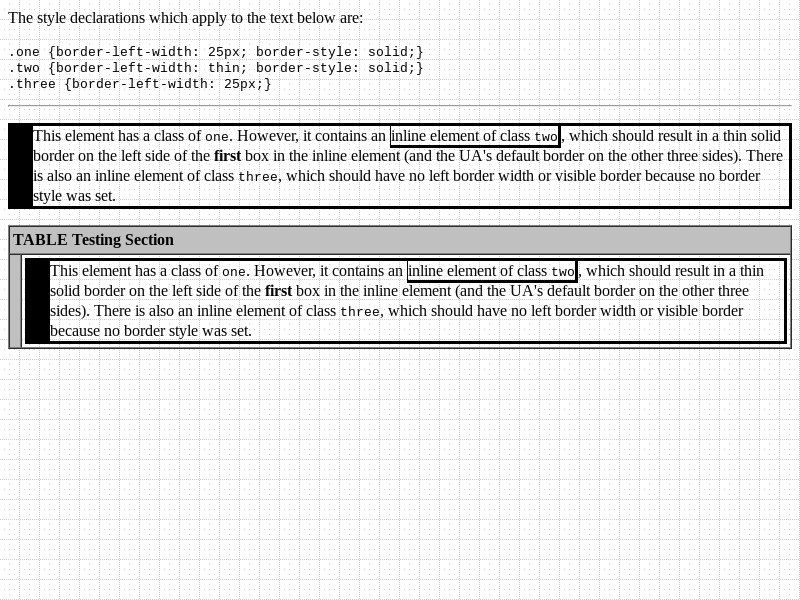 The style declarations which apply to the text below are:
.one {border-left-width: 25px; border-style: solid;}
.two {border-left-width: thin; border-style: solid;}
.three {border-left-width: 25px;}
This element has a class of one. However, it contains an inline element of class two, which should result in a thin solid
border on the left side of the first box in the inline element (and the UA's default border on the other three sides). There
is also an inline element of class three, which should have no left border width or visible border because no border
style was set.
TABLE Testing Section
This element has a class of one. However, it contains an inline element of class two, which should result in a thin
solid border on the left side of the first box in the inline element (and the UA's default border on the other three
sides). There is also an inline element of class three, which should have no left border width or visible border
because no border style was set.